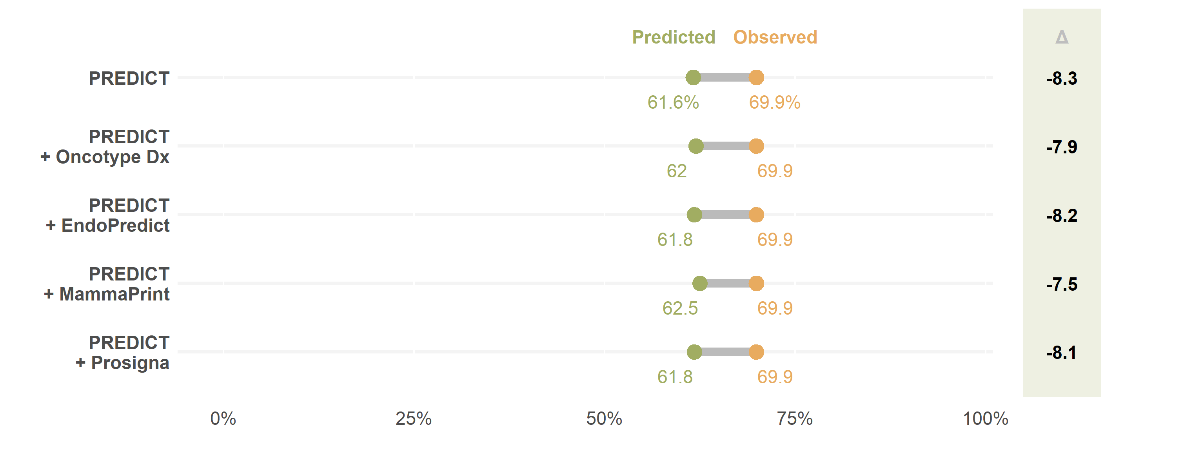 Predicted Observed Δ
PREDICT -8.3
61.6% 69.9%
PREDICT
+ Oncotype Dx -7.9
62 69.9
PREDICT
+ EndoPredict -8.2
61.8 69.9
PREDICT
+ MammaPrint -7.5
62.5 69.9
PREDICT
+ Prosigna -8.1
61.8 69.9
0% 25% 50% 75% 100%